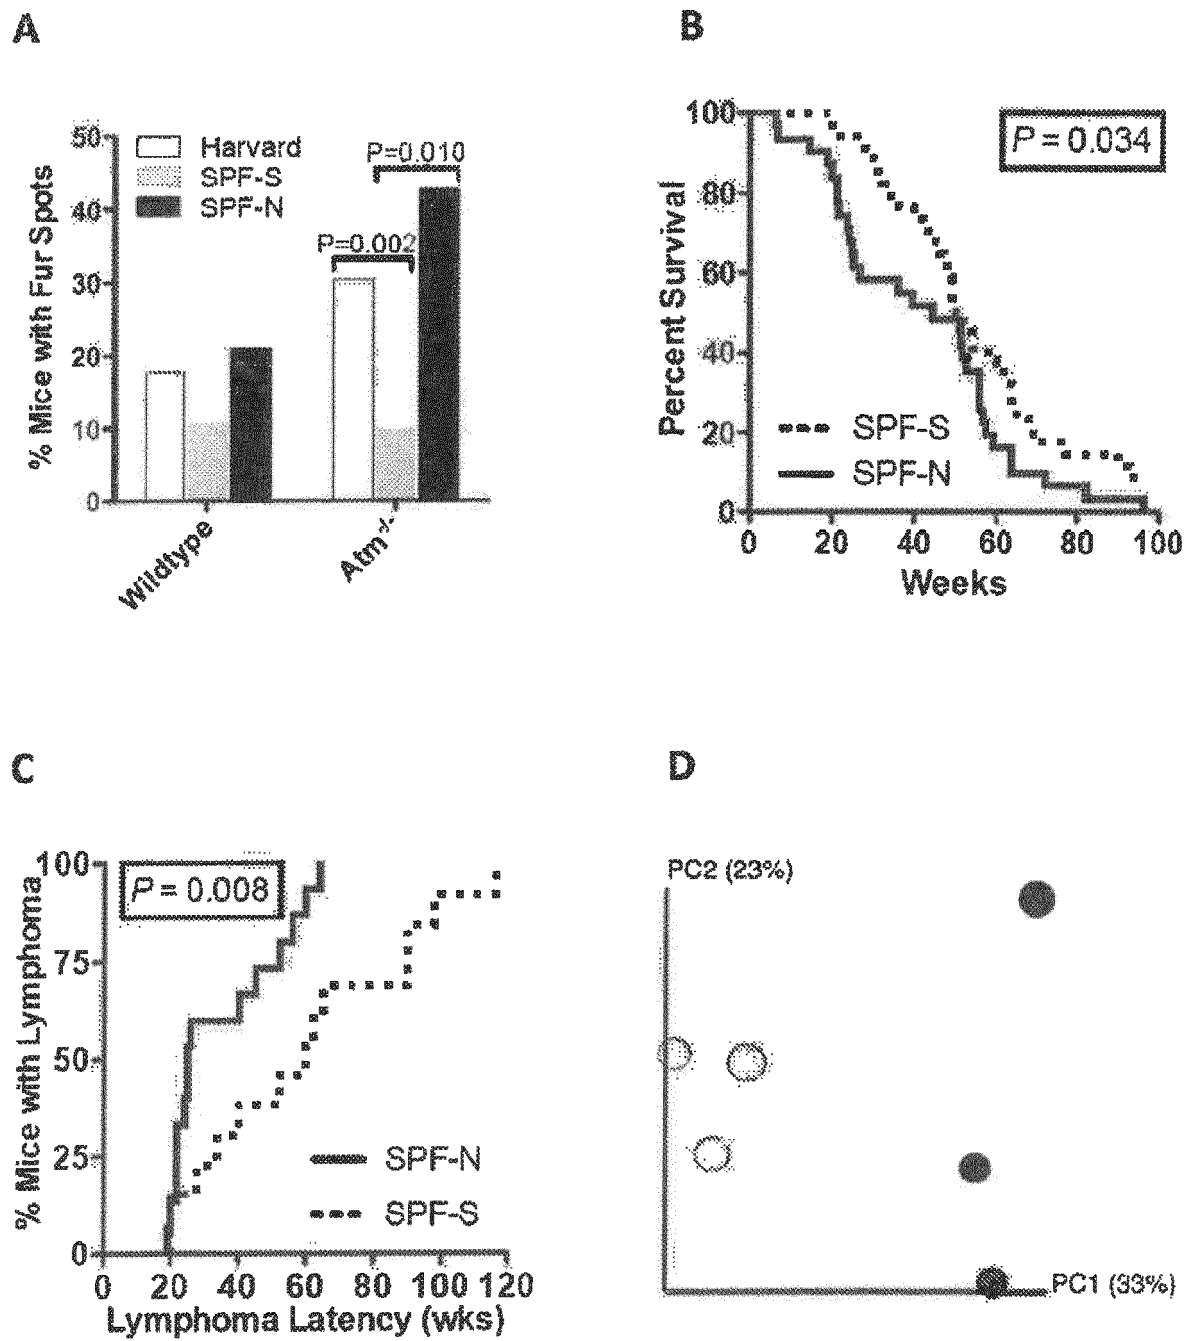 A
50
40
30
20
10
0
% Mice with Fur Spots
Harvard
SPF-S
SPF-N
P=0.010
P=0.002
Wildtype
Atm-/-
B
100
80
60
40
20
0
Percent Survival
P = 0.034
SPF-S
SPF-N
0 20 40 60 80 100
Weeks
C
100
75
50
25
0
% Mice with Lymphoma
P = 0.008
SPF-N
SPF-S
0 20 40 60 80 100 120
Lymphoma Latency (wks)
D
PC2 (23%)
PC1 (33%)